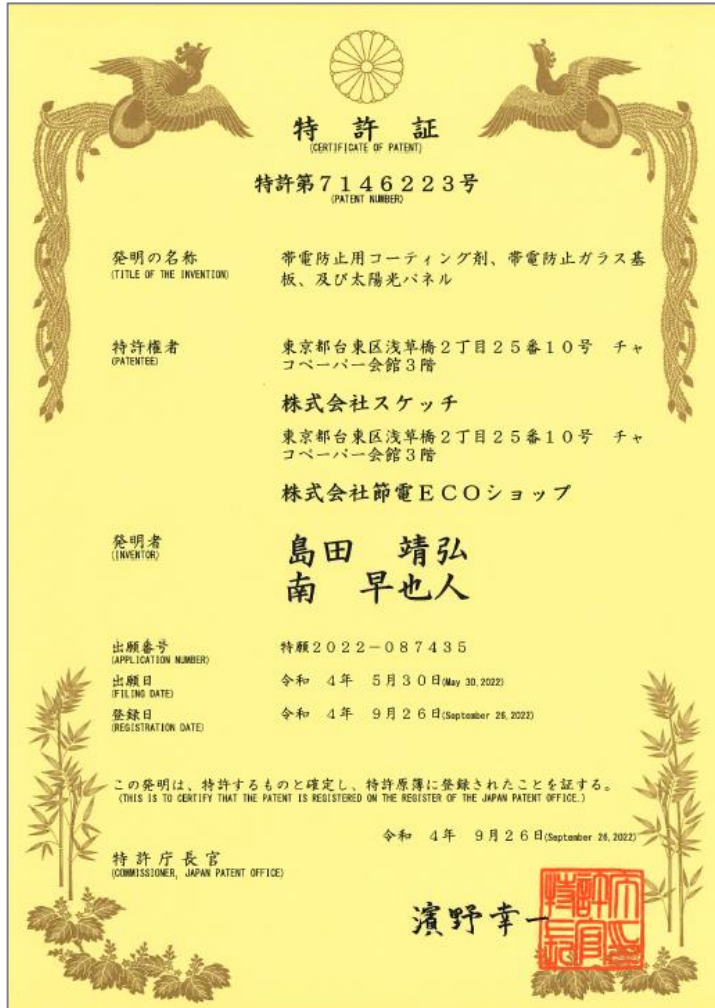 特許証
(CERTIFICATE OF PATENT)
特許第7146223号
(PATENT NUMBER)
発明の名称
(TITLE OF THE INVENTION)
帯電防止用コーティング剤、帯電防止ガラス基
板、及び太陽光パネル
特許権者
(PATENTEE)
東京都台東区浅草橋2丁目25番10号　チャ
コペーパー会館3階
株式会社スケッチ
東京都台東区浅草橋2丁目25番10号　チャ
コペーパー会館3階
株式会社節電ECOショップ
発明者
(INVENTOR)
島田　靖弘
南　早也人
出願番号
(APPLICATION NUMBER)
特願2022-087435
出願日
(FILING DATE)
令和　4年　5月30日(May 30,2022)
登録日
(REGISTRATION DATE)
令和　4年　9月26日(September 26,2022)
この発明は、特許するものと確定し、特許原簿に登録されたことを証する。
(THIS IS TO CERTIFY THAT THE PATENT IS REGISTERED ON THE REGISTER OF THE JAPAN PATENT OFFICE.)
令和　4年　9月26日(September 26,2022)
特許庁長官
(COMMISSIONER, JAPAN PATENT OFFICE)
濱野幸一
特許庁長官之印